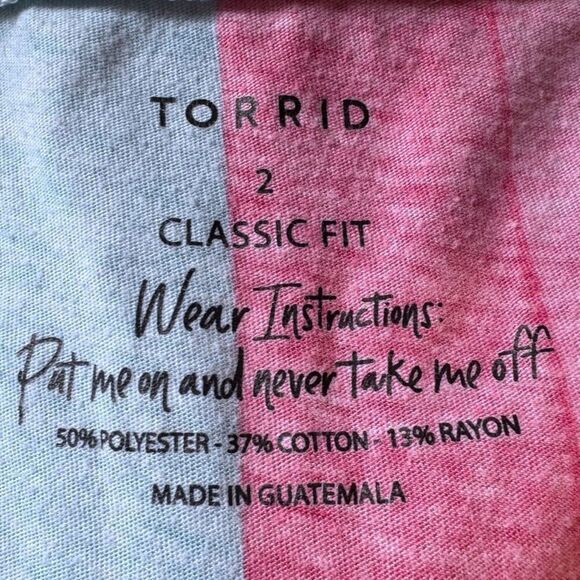 TORRID
2
CLASSIC FIT
Wear Instructions:
Put me on and never take me off
50% POLYESTER - 37% COTTON - 13% RAYON
MADE IN GUATEMALA